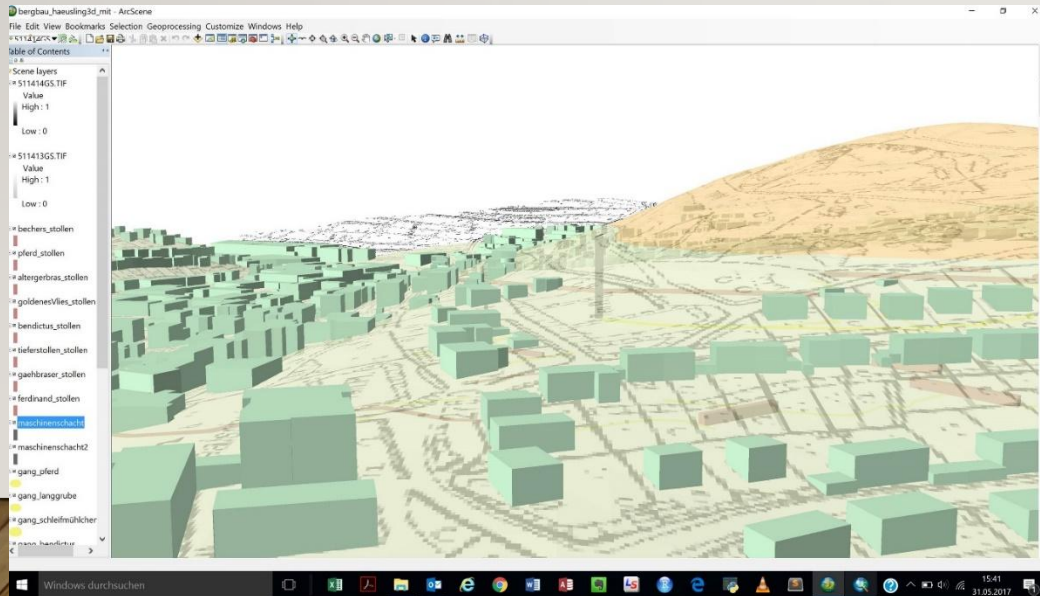 bergbau_haeusling3d_mit - ArcScene
File Edit View Bookmarks Selection Geoprocessing Customize Windows Help
Table of Contents
Scene layers
511414GS.TIF
Value
High : 1
Low : 0
511413GS.TIF
Value
High : 1
Low : 0
bechers_stollen
pferd_stollen
altergerbras_stollen
goldenesVlies_stollen
bendictus_stollen
tieferstollen_stollen
gaehbraser_stollen
ferdinand_stollen
maschinenschacht
maschinenschacht2
gang_pferd
gang_langgrube
gang_schleifmühlcher
gang_bendictus
Windows durchsuchen
15:41
31.05.2017